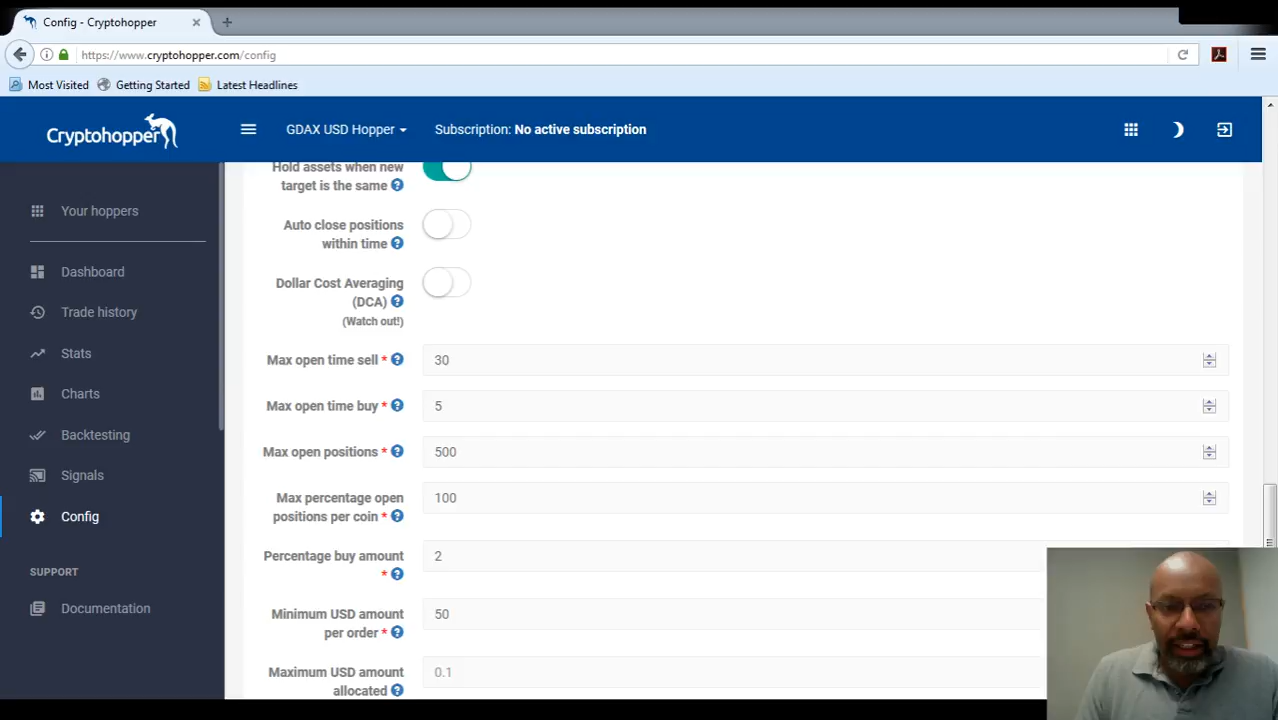 Config - Cryptohopper
https://www.cryptohopper.com/config
Most Visited Getting Started Latest Headlines
Cryptohopper GDAX USD Hopper Subscription: No active subscription
Your hoppers
Dashboard
Trade history
Stats
Charts
Backtesting
Signals
Config
SUPPORT
Documentation
Hold assets when new
target is the same
Auto close positions
within time
Dollar Cost Averaging
(DCA)
(Watch out!)
Max open time sell * 30
Max open time buy * 5
Max open positions * 500
Max percentage open
positions per coin * 100
Percentage buy amount
* 2
Minimum USD amount
per order * 50
Maximum USD amount
allocated 0.1